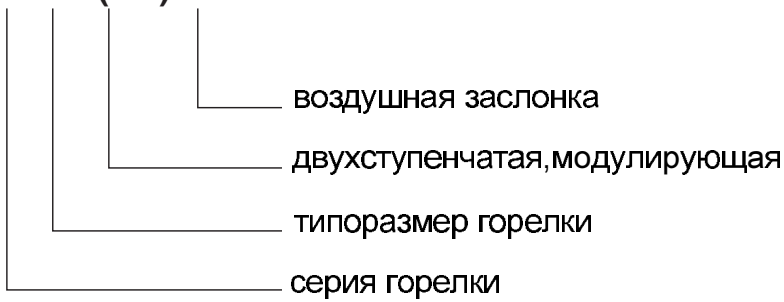 воздушная заслонка
двухступенчатая,модулирующая
типоразмер горелки
серия горелки